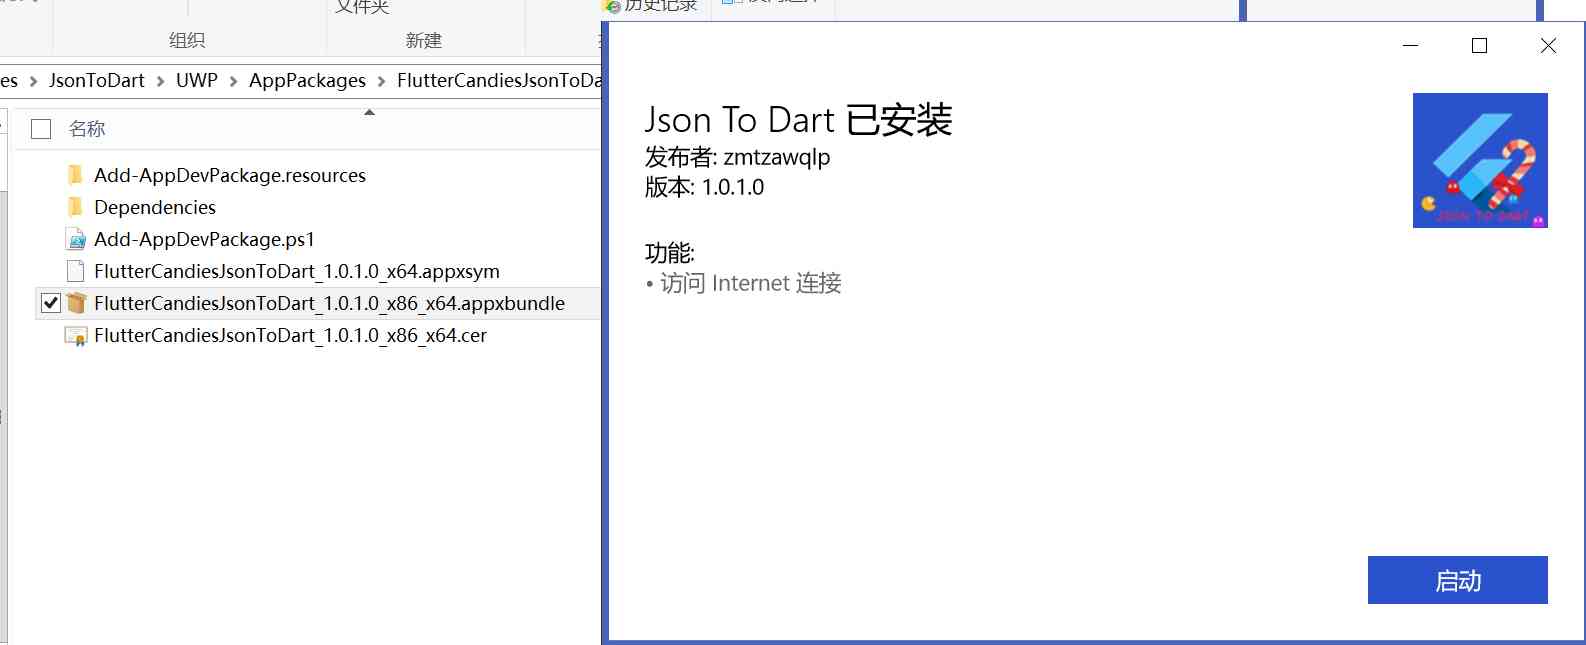 文件夹
历史记录
组织
新建
es > JsonToDart > UWP > AppPackages > FlutterCandiesJsonToDa
名称
Add-AppDevPackage.resources
Dependencies
Add-AppDevPackage.ps1
FlutterCandiesJsonToDart_1.0.1.0_x64.appxsym
FlutterCandiesJsonToDart_1.0.1.0_x86_x64.appxbundle
FlutterCandiesJsonToDart_1.0.1.0_x86_x64.cer
Json To Dart 已安装
发布者: zmtzawqlp
版本: 1.0.1.0
JSON TO DART
功能:
• 访问 Internet 连接
启动